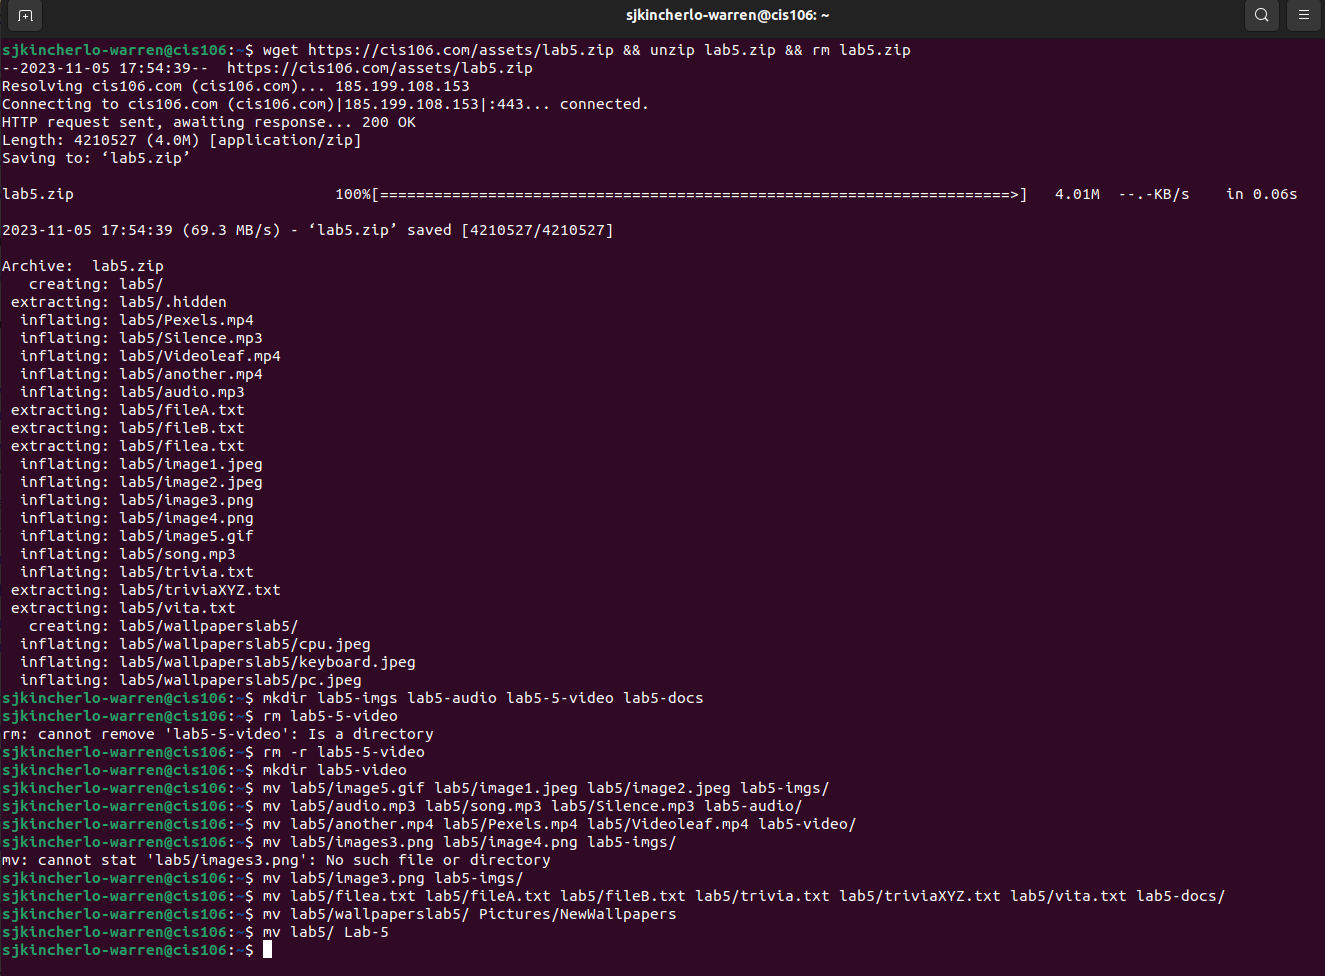 sjkincherlo-warren@cis106: ~
sjkincherlo-warren@cis106:~$ wget https://cis106.com/assets/lab5.zip && unzip lab5.zip && rm lab5.zip
--2023-11-05 17:54:39--  https://cis106.com/assets/lab5.zip
Resolving cis106.com (cis106.com)... 185.199.108.153
Connecting to cis106.com (cis106.com)|185.199.108.153|:443... connected.
HTTP request sent, awaiting response... 200 OK
Length: 4210527 (4.0M) [application/zip]
Saving to: ‘lab5.zip’
lab5.zip 100%[======================================================================>] 4.01M --.-KB/s in 0.06s
2023-11-05 17:54:39 (69.3 MB/s) - ‘lab5.zip’ saved [4210527/4210527]
Archive:  lab5.zip
creating: lab5/
extracting: lab5/.hidden
inflating: lab5/Pexels.mp4
inflating: lab5/Silence.mp3
inflating: lab5/Videoleaf.mp4
inflating: lab5/another.mp4
inflating: lab5/audio.mp3
extracting: lab5/fileA.txt
extracting: lab5/fileB.txt
extracting: lab5/filea.txt
inflating: lab5/image1.jpeg
inflating: lab5/image2.jpeg
inflating: lab5/image3.png
inflating: lab5/image4.png
inflating: lab5/image5.gif
inflating: lab5/song.mp3
inflating: lab5/trivia.txt
extracting: lab5/triviaXYZ.txt
extracting: lab5/vita.txt
creating: lab5/wallpaperslab5/
inflating: lab5/wallpaperslab5/cpu.jpeg
inflating: lab5/wallpaperslab5/keyboard.jpeg
inflating: lab5/wallpaperslab5/pc.jpeg
sjkincherlo-warren@cis106:~$ mkdir lab5-imgs lab5-audio lab5-5-video lab5-docs
sjkincherlo-warren@cis106:~$ rm lab5-5-video
rm: cannot remove 'lab5-5-video': Is a directory
sjkincherlo-warren@cis106:~$ rm -r lab5-5-video
sjkincherlo-warren@cis106:~$ mkdir lab5-video
sjkincherlo-warren@cis106:~$ mv lab5/image5.gif lab5/image1.jpeg lab5/image2.jpeg lab5-imgs/
sjkincherlo-warren@cis106:~$ mv lab5/audio.mp3 lab5/song.mp3 lab5/Silence.mp3 lab5-audio/
sjkincherlo-warren@cis106:~$ mv lab5/another.mp4 lab5/Pexels.mp4 lab5/Videoleaf.mp4 lab5-video/
sjkincherlo-warren@cis106:~$ mv lab5/images3.png lab5/image4.png lab5-imgs/
mv: cannot stat 'lab5/images3.png': No such file or directory
sjkincherlo-warren@cis106:~$ mv lab5/image3.png lab5-imgs/
sjkincherlo-warren@cis106:~$ mv lab5/filea.txt lab5/fileA.txt lab5/fileB.txt lab5/trivia.txt lab5/triviaXYZ.txt lab5/vita.txt lab5-docs/
sjkincherlo-warren@cis106:~$ mv lab5/wallpaperslab5/ Pictures/NewWallpapers
sjkincherlo-warren@cis106:~$ mv lab5/ Lab-5
sjkincherlo-warren@cis106:~$